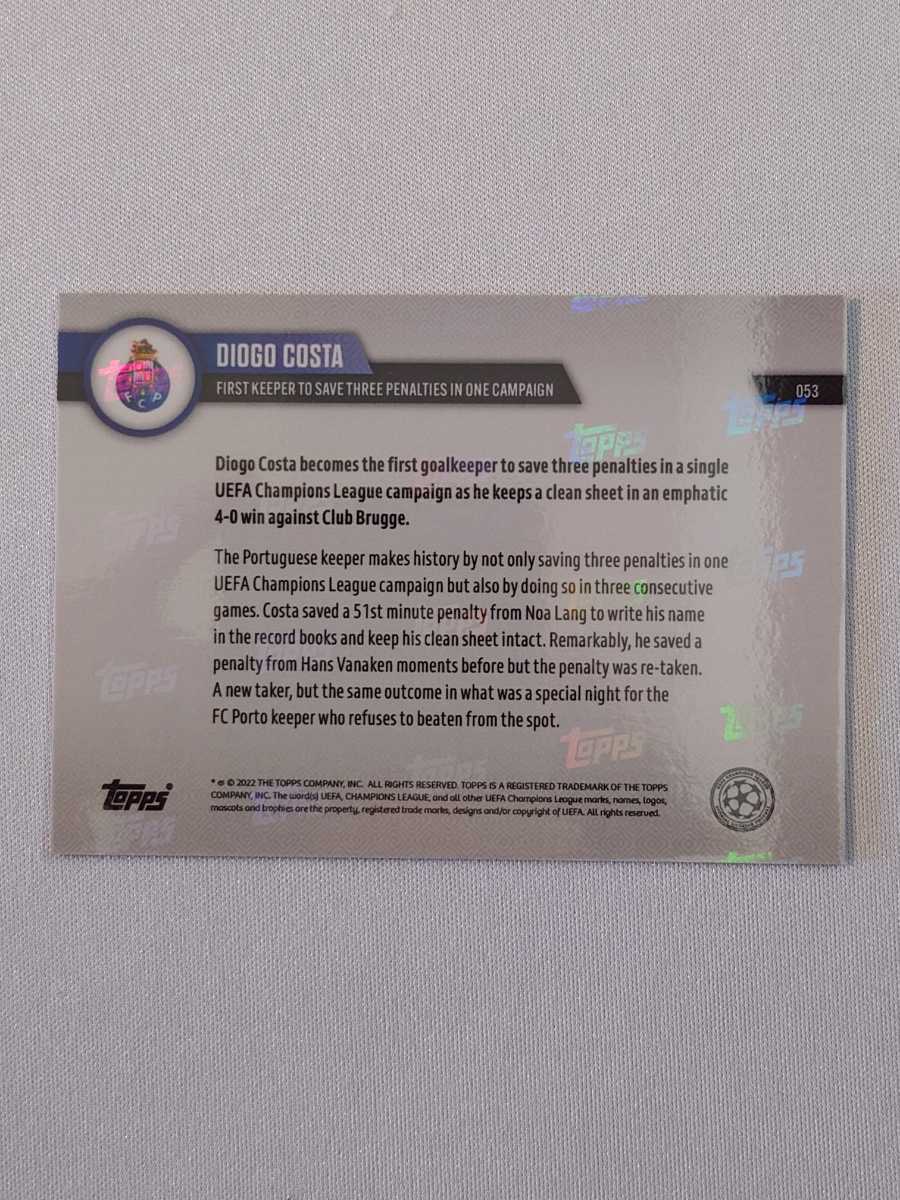 DIOGO COSTA
FIRST KEEPER TO SAVE THREE PENALTIES IN ONE CAMPAIGN
053
FCP
Diogo Costa becomes the first goalkeeper to save three penalties in a single
UEFA Champions League campaign as he keeps a clean sheet in an emphatic
4-0 win against Club Brugge.
The Portuguese keeper makes history by not only saving three penalties in one
UEFA Champions League campaign but also by doing so in three consecutive
games. Costa saved a 51st minute penalty from Noa Lang to write his name
in the record books and keep his clean sheet intact. Remarkably, he saved a
penalty from Hans Vanaken moments before but the penalty was re-taken.
A new taker, but the same outcome in what was a special night for the
FC Porto keeper who refuses to beaten from the spot.
topps
* © 2022 THE TOPPS COMPANY, INC. ALL RIGHTS RESERVED. TOPPS IS A REGISTERED TRADEMARK OF THE TOPPS
COMPANY, INC. The word(s) UEFA, CHAMPIONS LEAGUE, and all other UEFA Champions League marks, names, logos,
mascots and trophies are the property, registered trade marks, designs and/or copyright of UEFA. All rights reserved.